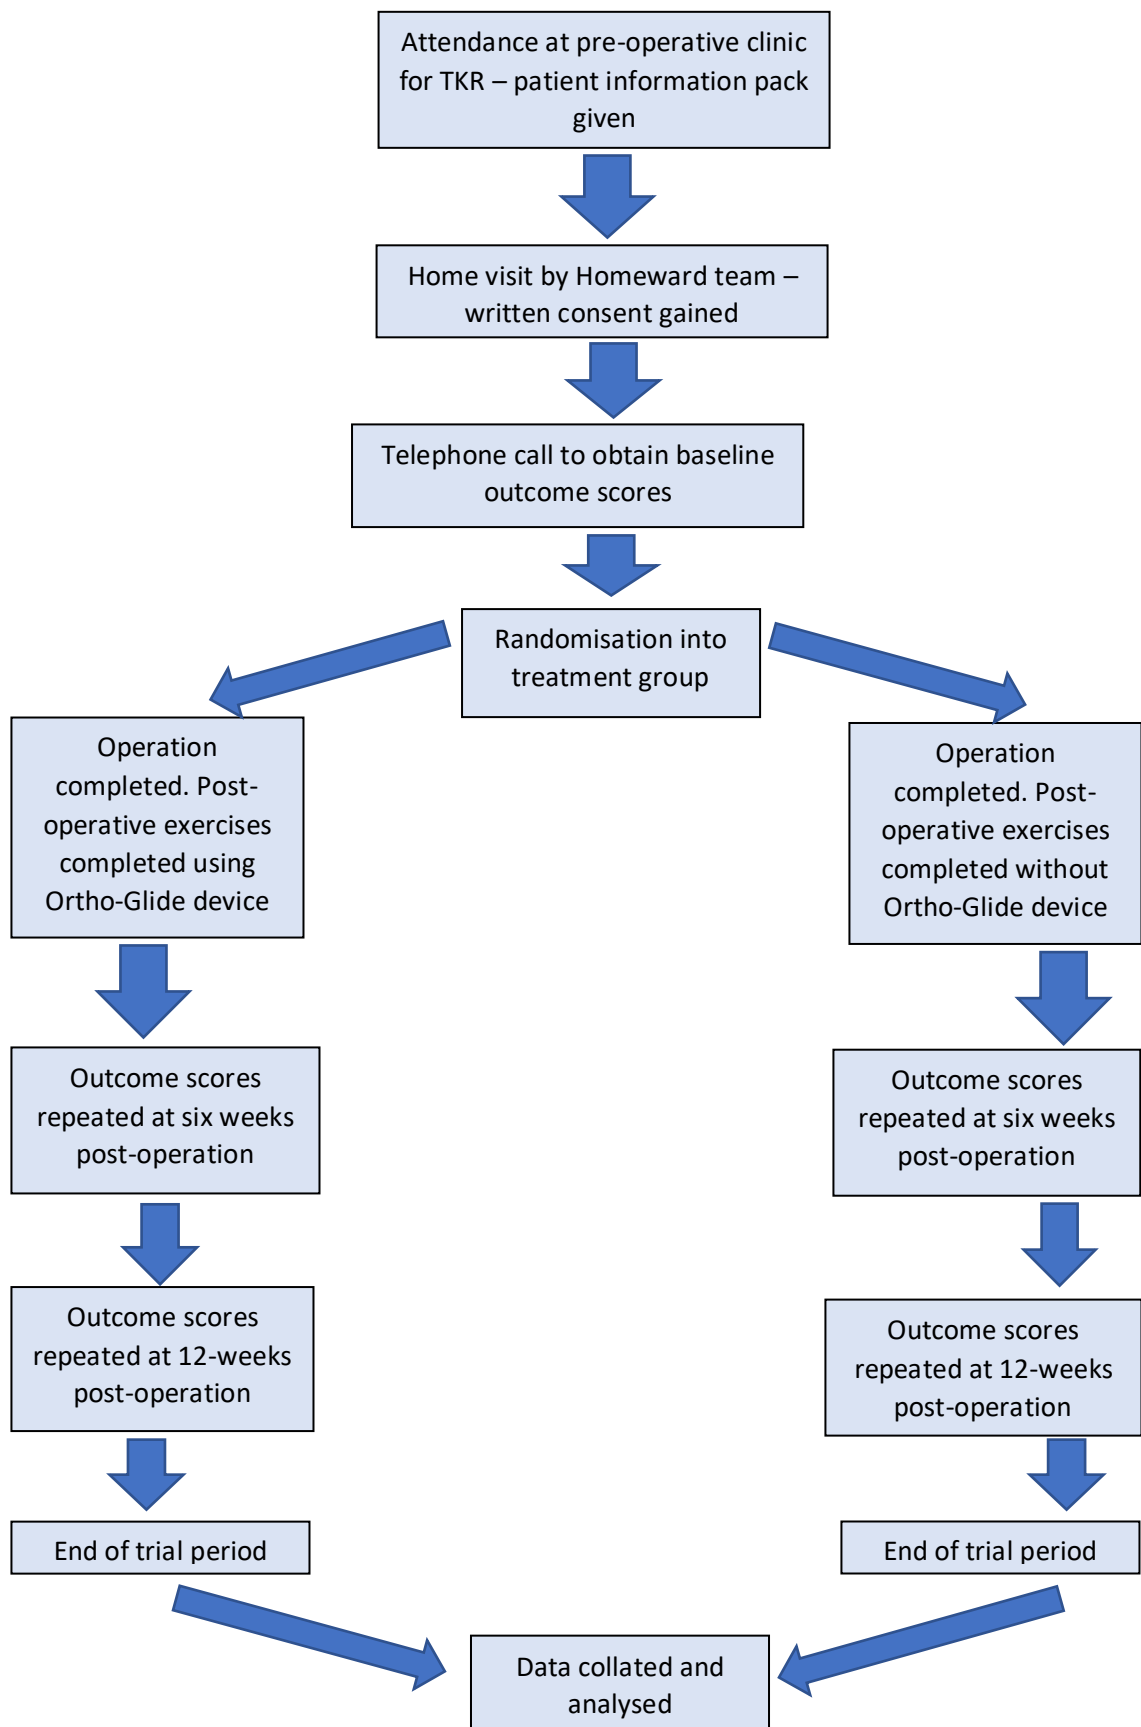 Attendance at pre-operative clinic
for TKR – patient information pack
given
Home visit by Homeward team –
written consent gained
Telephone call to obtain baseline
outcome scores
Randomisation into
treatment group
Operation
completed. Post-
operative exercises
completed using
Ortho-Glide device
Operation
completed. Post-
operative exercises
completed without
Ortho-Glide device
Outcome scores
repeated at six weeks
post-operation
Outcome scores
repeated at six weeks
post-operation
Outcome scores
repeated at 12-weeks
post-operation
Outcome scores
repeated at 12-weeks
post-operation
End of trial period
End of trial period
Data collated and
analysed